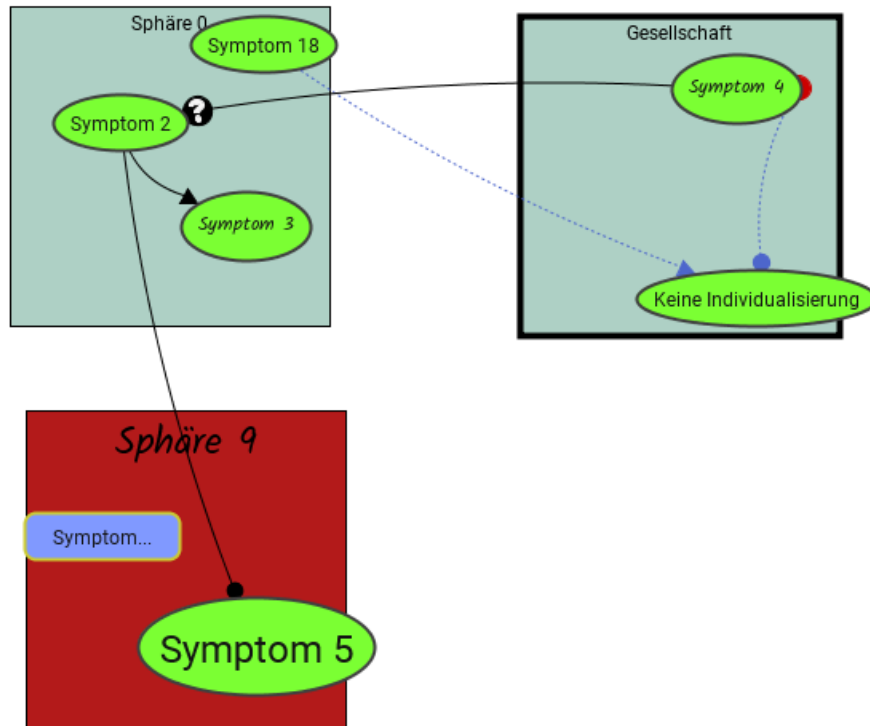 Sphäre 0
Symptom 18
Symptom 2
?
Symptom 3
Gesellschaft
Symptom 4
Keine Individualisierung
Sphäre 9
Symptom...
Symptom 5